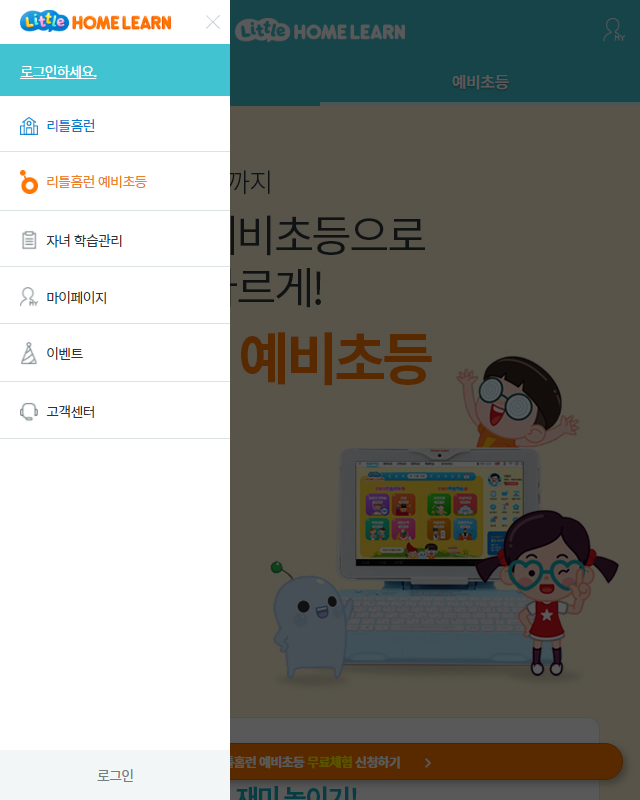 Little HOME LEARN
로그인하세요.
리틀홈런
리틀홈런 예비초등
자녀 학습관리
MY
마이페이지
이벤트
고객센터
로그인
Little HOME LEARN
MY
예비초등
까지
비초등으로
르게!
예비초등
홈런 예비초등 무료체험 신청하기
재미 놀이기!